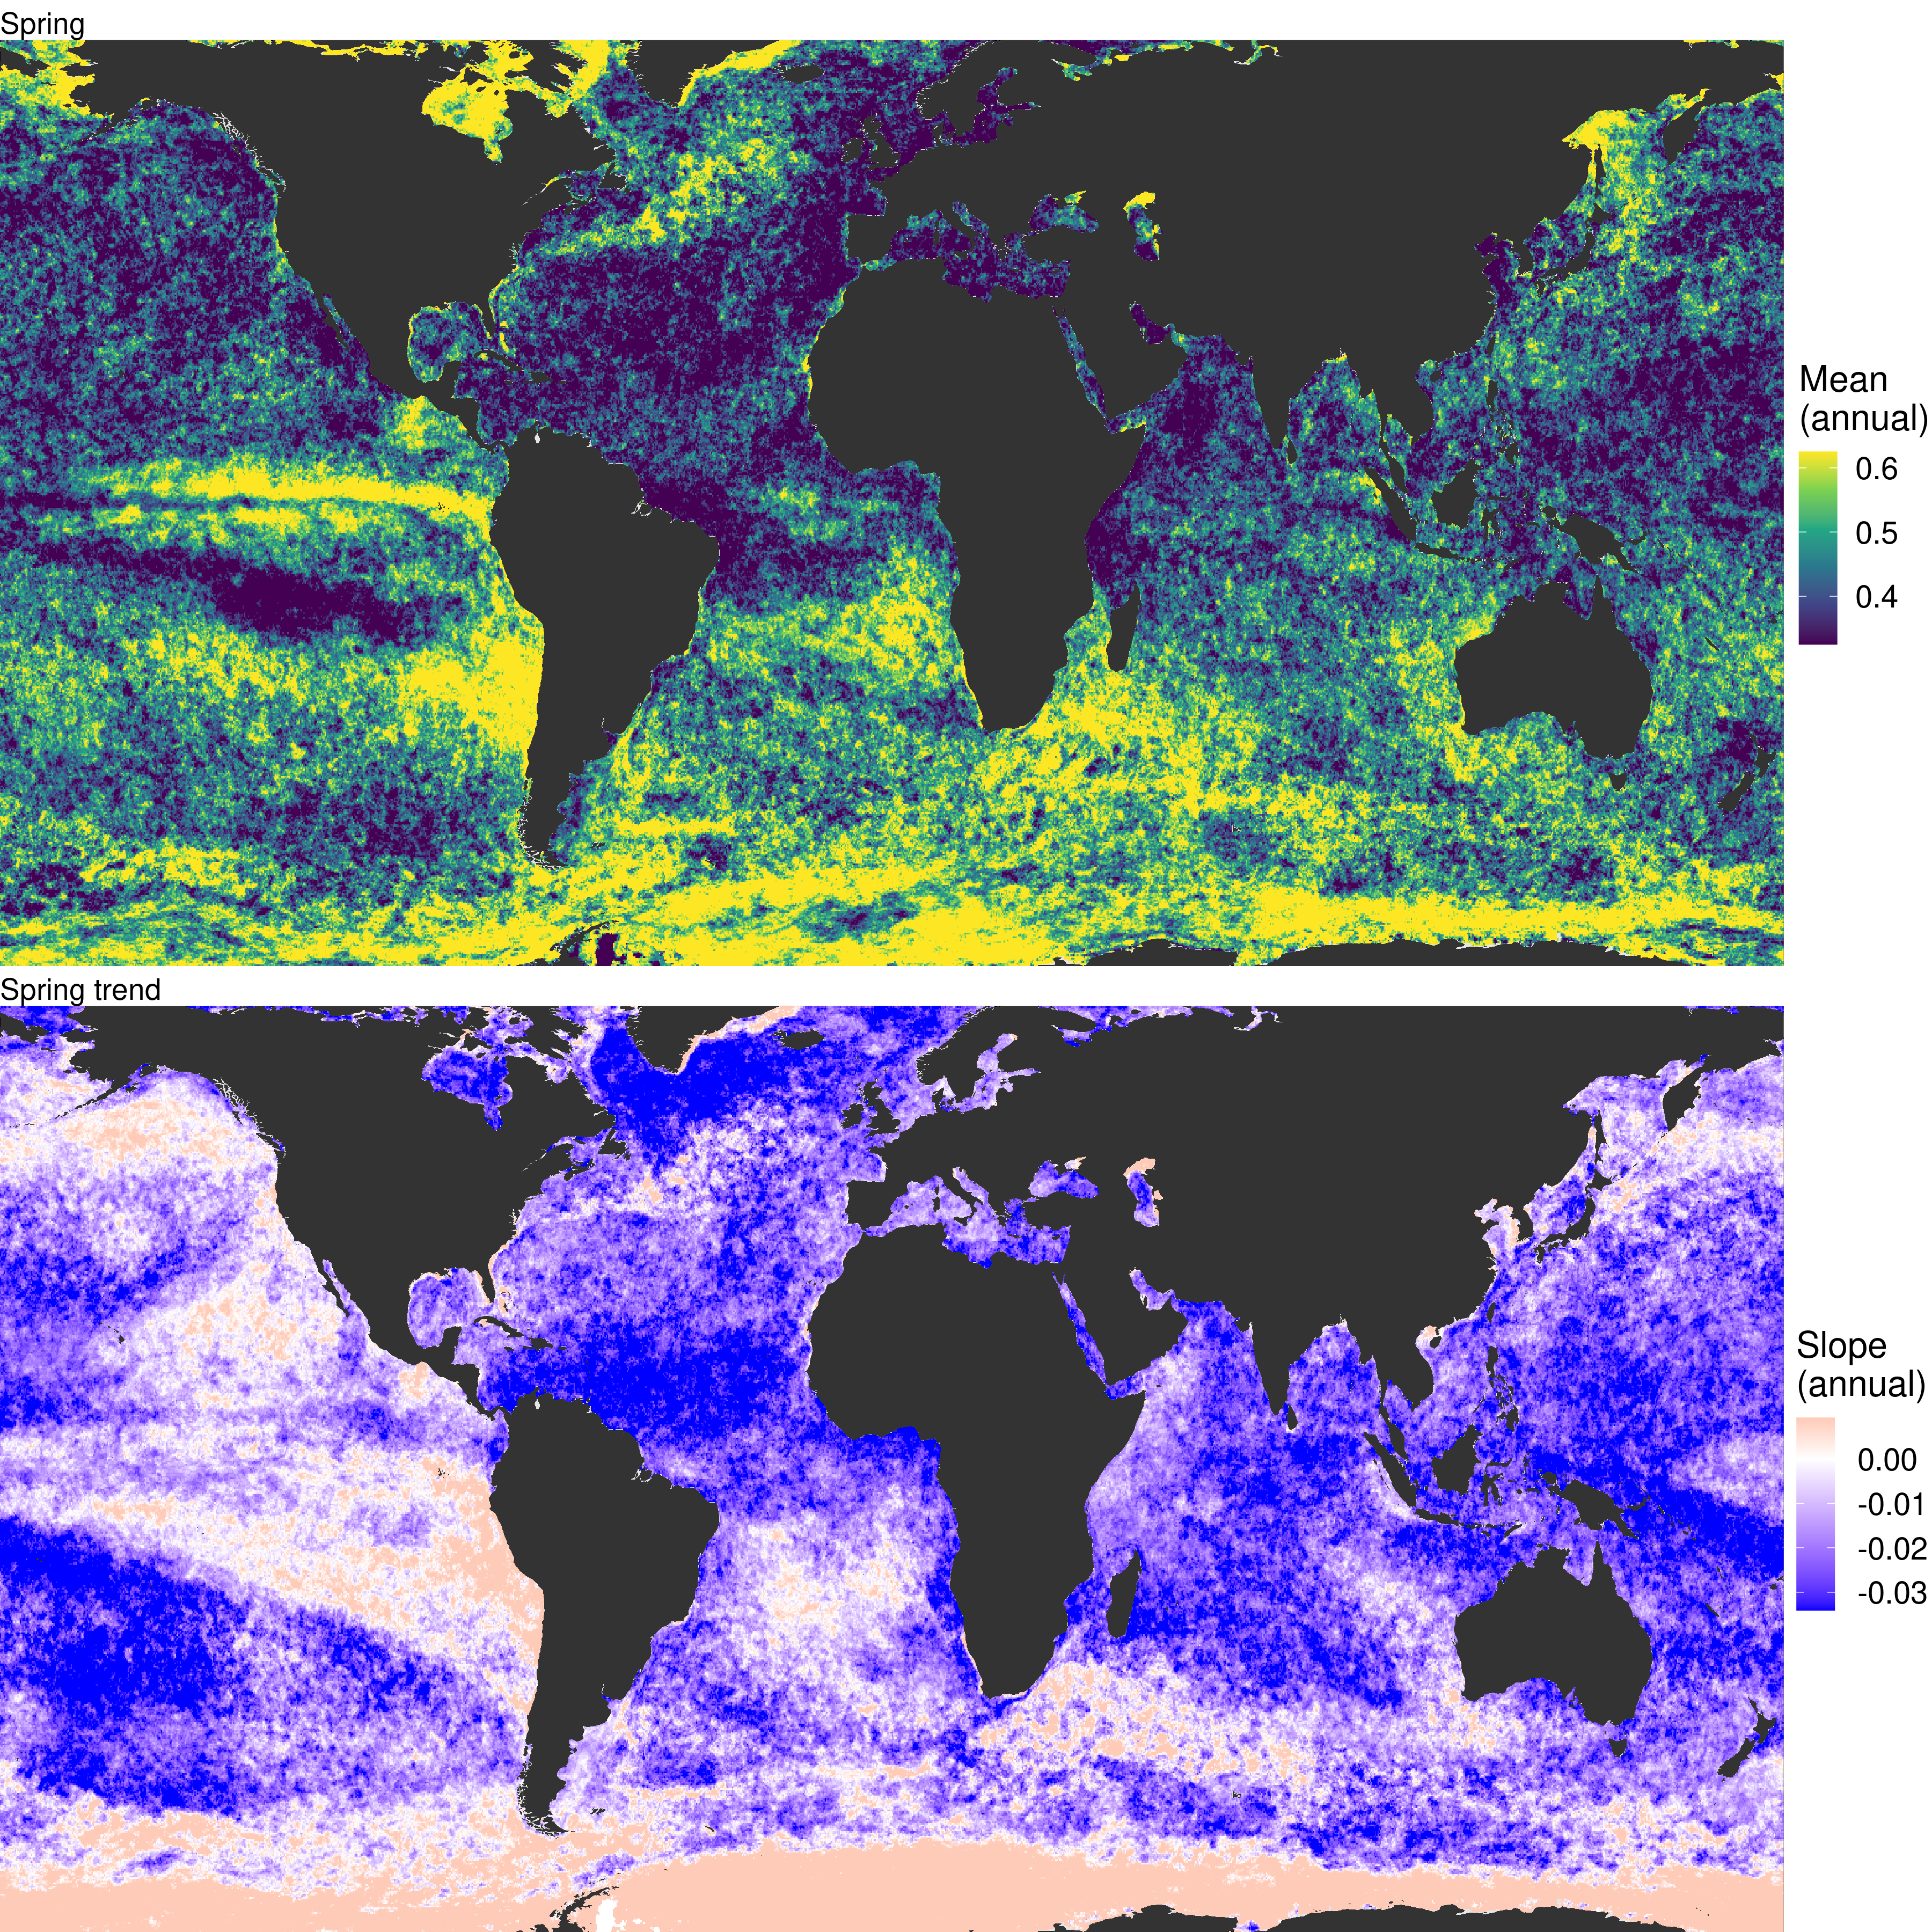 Spring
Mean
(annual)
0.6
0.5
0.4
Spring trend
Slope
(annual)
0.00
-0.01
-0.02
-0.03